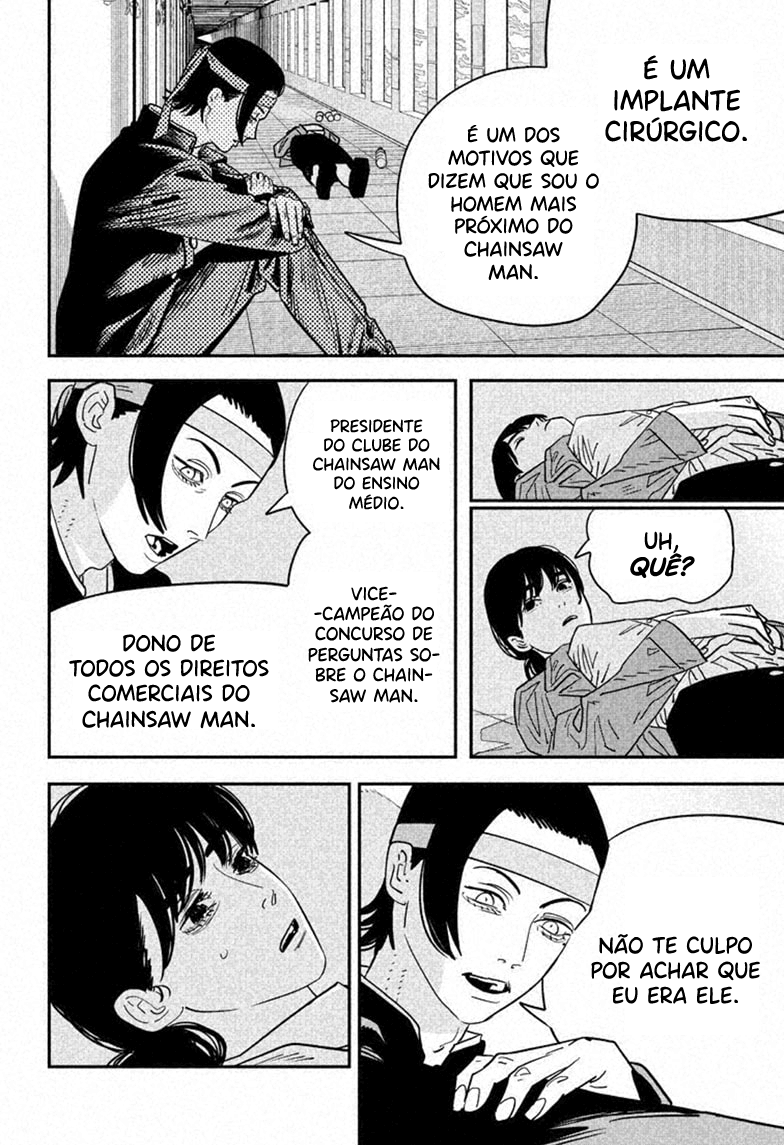 É UM
IMPLANTE
CIRÚRGICO.
É UM DOS
MOTIVOS QUE
DIZEM QUE SOU O
HOMEM MAIS
PRÓXIMO DO
CHAINSAW
MAN.
UH,
QUÊ?
PRESIDENTE
DO CLUBE DO
CHAINSAW MAN
DO ENSINO
MÉDIO.
VICE-
-CAMPEÃO DO
CONCURSO DE
PERGUNTAS SO-
BRE O CHAIN-
SAW MAN.
DONO DE
TODOS OS DIREITOS
COMERCIAIS DO
CHAINSAW MAN.
NÃO TE CULPO
POR ACHAR QUE
EU ERA ELE.